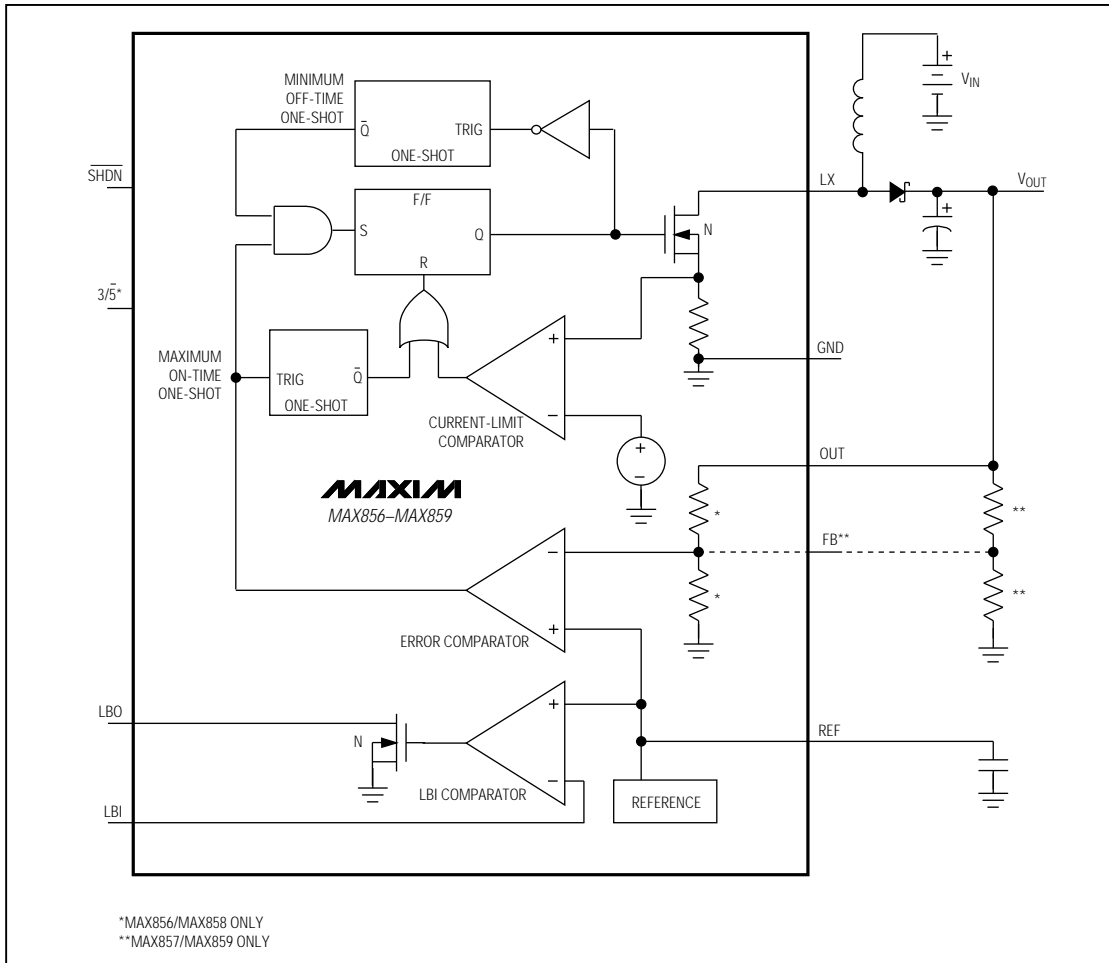 MINIMUM
OFF-TIME
ONE-SHOT
Q̅
TRIG
ONE-SHOT
+
V_IN
S̅H̅D̅N̅
LX
V_OUT
+
F/F
S
Q
R
N
3/5̅*
+
GND
MAXIMUM
ON-TIME
ONE-SHOT
TRIG
Q̅
ONE-SHOT
–
CURRENT-LIMIT
COMPARATOR
+
–
OUT
MAXIM
MAX856–MAX859
*
**
–
FB**
*
**
+
ERROR COMPARATOR
LBO
+
N
REF
–
LBI COMPARATOR
REFERENCE
LBI
*MAX856/MAX858 ONLY
**MAX857/MAX859 ONLY